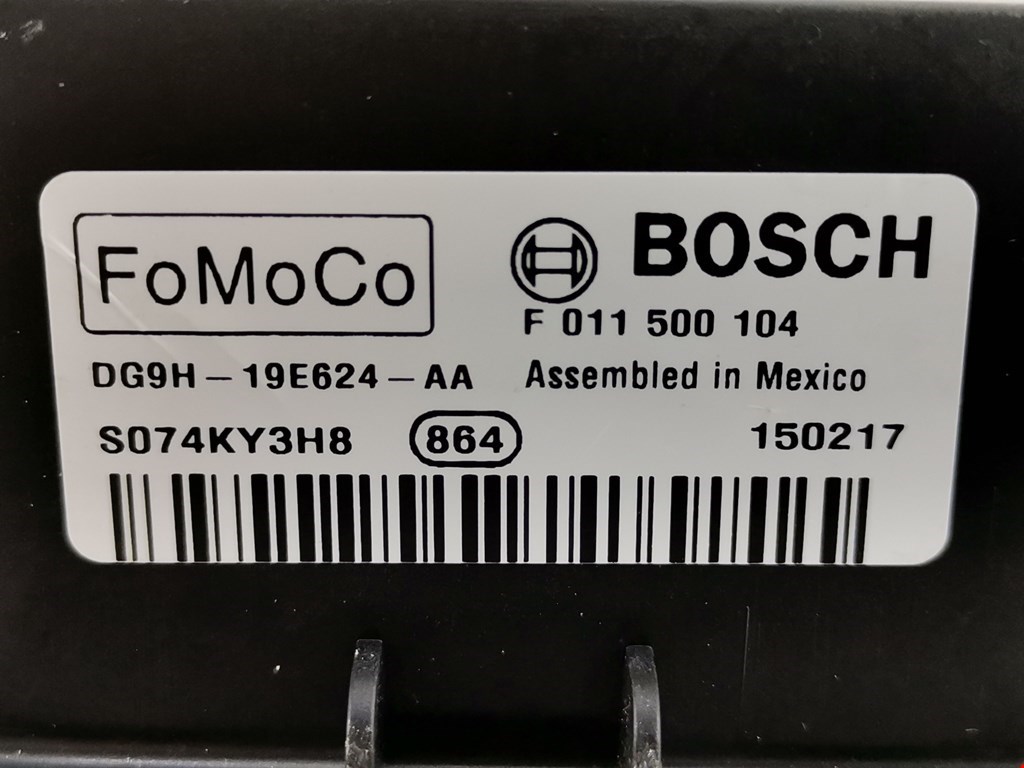 FoMoCo
BOSCH
F 011 500 104
DG9H - 19E624 - AA
Assembled in Mexico
S074KY3H8
864
150217